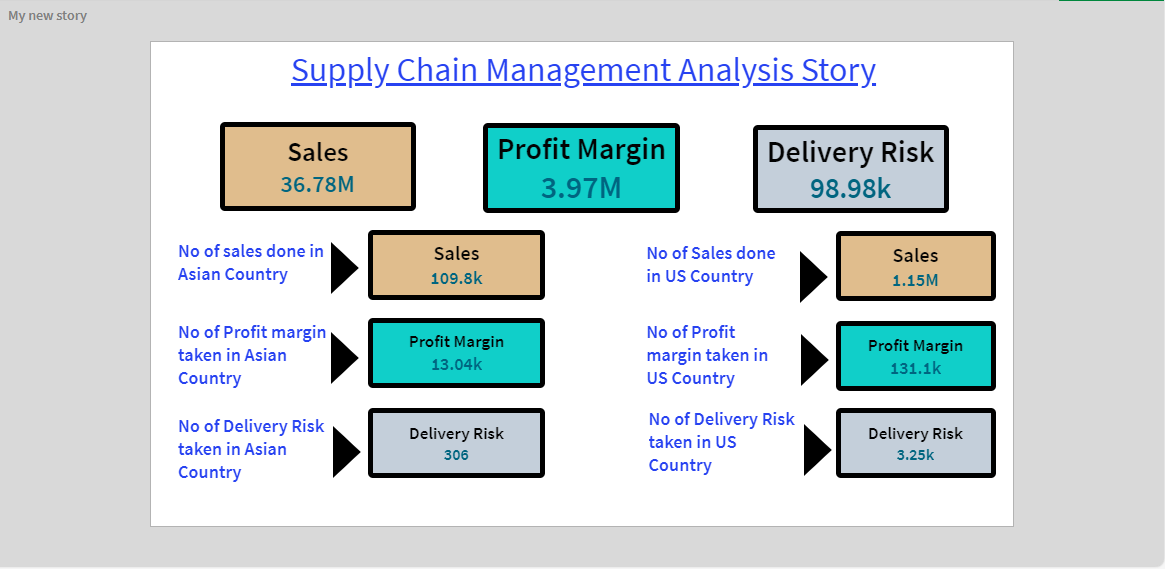 My new story
Supply Chain Management Analysis Story
Sales
36.78M
Profit Margin
3.97M
Delivery Risk
98.98k
No of sales done in
Asian Country
Sales
109.8k
No of Sales done
in US Country
Sales
1.15M
No of Profit margin
taken in Asian
Country
Profit Margin
13.04k
No of Profit
margin taken in
US Country
Profit Margin
131.1k
No of Delivery Risk
taken in Asian
Country
Delivery Risk
306
No of Delivery Risk
taken in US
Country
Delivery Risk
3.25k